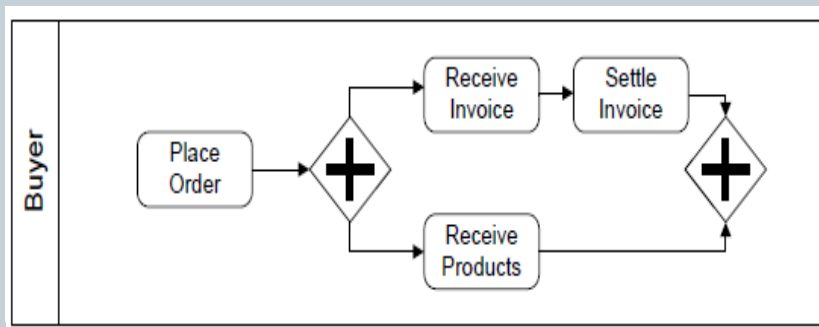 Buyer
Place
Order
Receive
Invoice
Settle
Invoice
Receive
Products